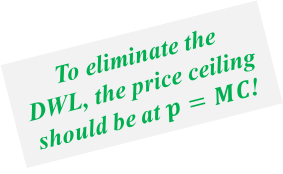 To eliminate the
DWL, the price ceiling
should be at p = MC!